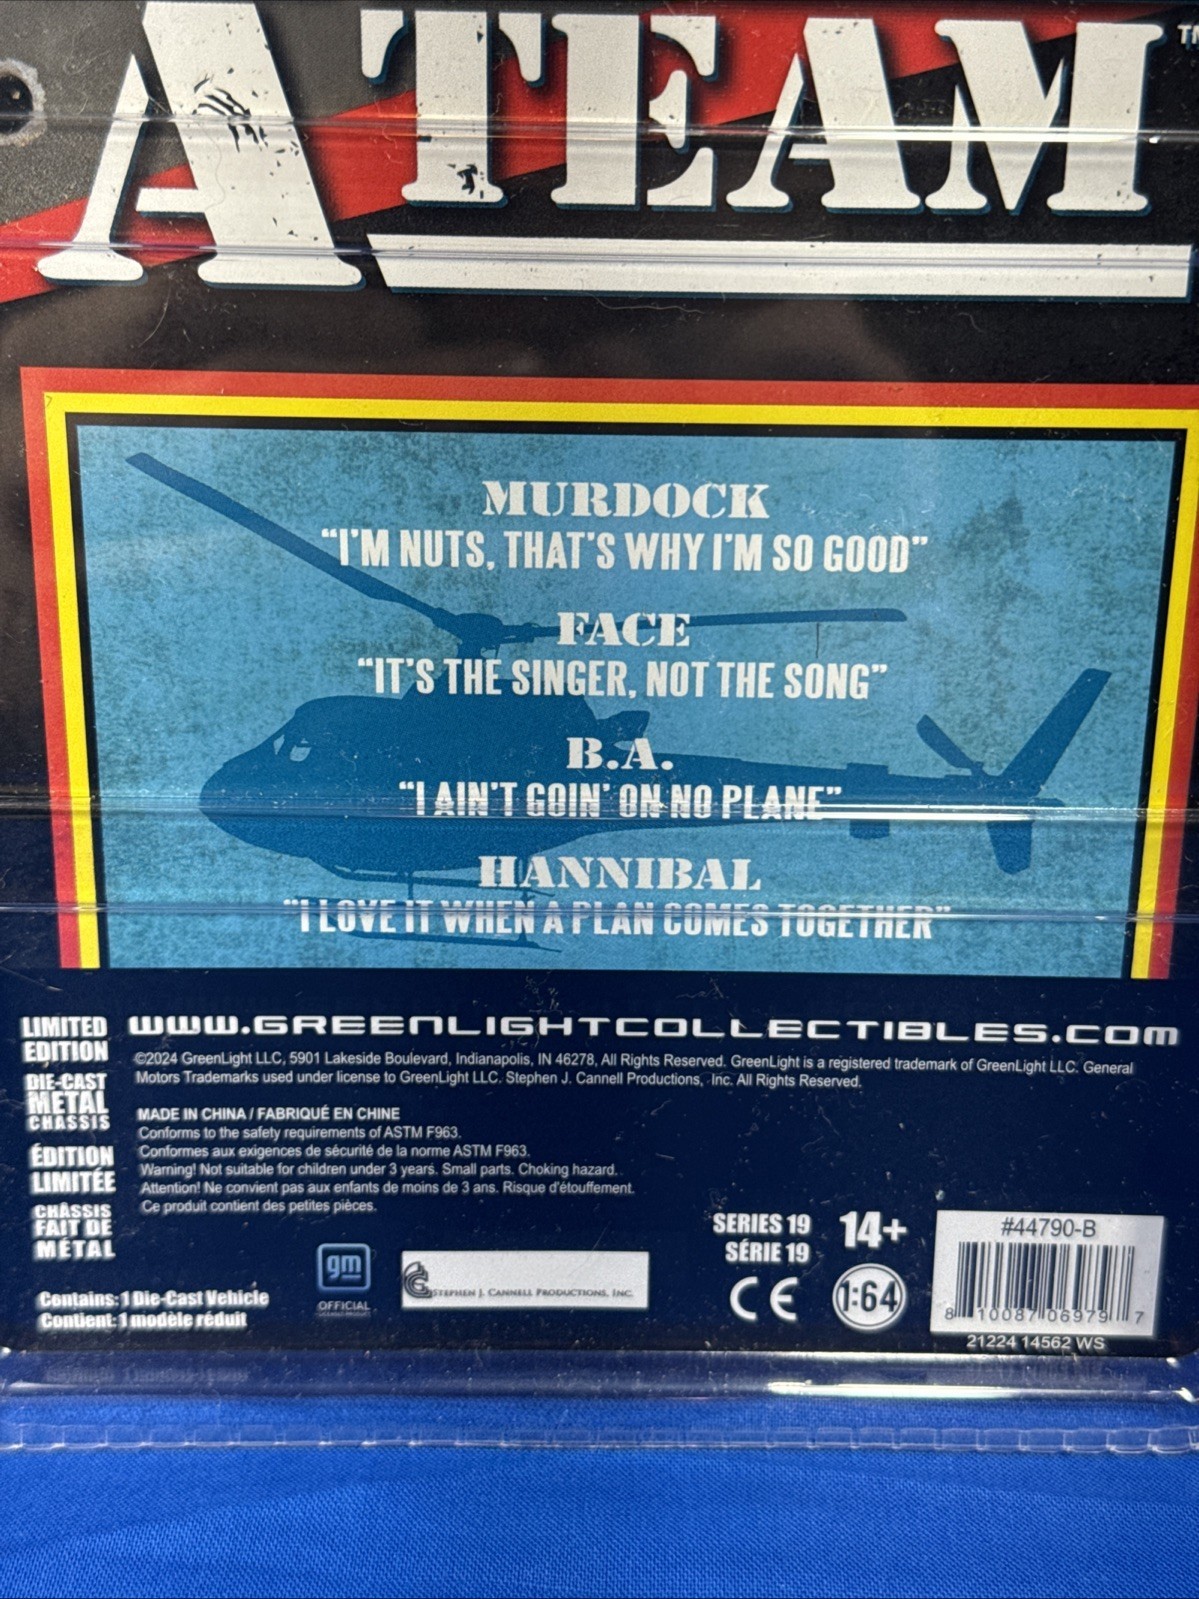 A TEAM™
MURDOCK
"I'M NUTS, THAT'S WHY I'M SO GOOD"
FACE
"IT'S THE SINGER, NOT THE SONG"
B.A.
"I AIN'T GOIN' ON NO PLANE"
HANNIBAL
"I LOVE IT WHEN A PLAN COMES TOGETHER"
LIMITED
EDITION
DIE-CAST
METAL
CHASSIS
ÉDITION
LIMITÉE
CHÂSSIS
FAIT DE
MÉTAL
www.GREENLIGHTCOLLECTIBLES.com
©2024 GreenLight LLC, 5901 Lakeside Boulevard, Indianapolis, IN 46278, All Rights Reserved. GreenLight is a registered trademark of GreenLight LLC. General
Motors Trademarks used under license to GreenLight LLC. Stephen J. Cannell Productions, Inc. All Rights Reserved.
MADE IN CHINA / FABRIQUÉ EN CHINE
Conforms to the safety requirements of ASTM F963.
Conformes aux exigences de sécurité de la norme ASTM F963.
Warning! Not suitable for children under 3 years. Small parts. Choking hazard.
Attention! Ne convient pas aux enfants de moins de 3 ans. Risque d'étouffement.
Ce produit contient des petites pièces.
Contains: 1 Die-Cast Vehicle
Contient: 1 modèle réduit
gm
OFFICIAL
STEPHEN J. CANNELL PRODUCTIONS, INC.
SERIES 19
SÉRIE 19
CE
14+
1:64
#44790-B
8 10087 06979 7
21224 14562 WS